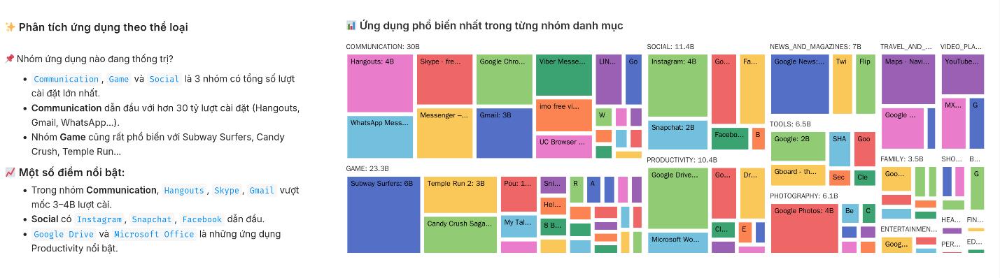 ✨ Phân tích ứng dụng theo thể loại
📌 Nhóm ứng dụng nào đang thống trị?
• Communication, Game và Social là 3 nhóm có tổng số lượt
cài đặt lớn nhất.
• Communication dẫn đầu với hơn 30 tỷ lượt cài đặt (Hangouts,
Gmail, WhatsApp...).
• Nhóm Game cũng rất phổ biến với Subway Surfers, Candy
Crush, Temple Run...
📈 Một số điểm nổi bật:
• Trong nhóm Communication, Hangouts, Skype, Gmail vượt
mốc 3–4B lượt cài.
• Social có Instagram, Snapchat, Facebook dẫn đầu.
• Google Drive và Microsoft Office là những ứng dụng
Productivity nổi bật.
📊 Ứng dụng phổ biến nhất trong từng nhóm danh mục
COMMUNICATION: 30B
Hangouts: 4B
Skype - fre...
Google Chro...
Viber Messe...
LIN...
Go
WhatsApp Mess...
Messenger –...
Gmail: 3B
imo free vi...
W
UC Browser ...
GAME: 23.3B
Subway Surfers: 6B
Temple Run 2: 3B
Pou: 1...
Sni...
R
A
Candy Crush Saga...
Hel...
My Tal...
8 B...
SOCIAL: 11.4B
Instagram: 4B
Go...
Fa...
Snapchat: 2B
Facebo...
B
PRODUCTIVITY: 10.4B
Google Drive...
Go...
Dr...
Microsoft Wo...
Cl...
E
NEWS_AND_MAGAZINES: 7B
Google News:...
Twi
Flip
TOOLS: 6.5B
Google: 2B
SHA
Goo
Gboard - th...
Sec
Cle
PHOTOGRAPHY: 6.1B
Google Photos: 4B
Be
C
TRAVEL_AND_...
Maps - Navi...
Google ...
VIDEO_PLA...
YouTube...
MX...
G
FAMILY: 3.5B
Goo...
SHO...
B...
G
ENTERTAINMEN...
Goog...
HEA...
FIN...
PER...
ED...